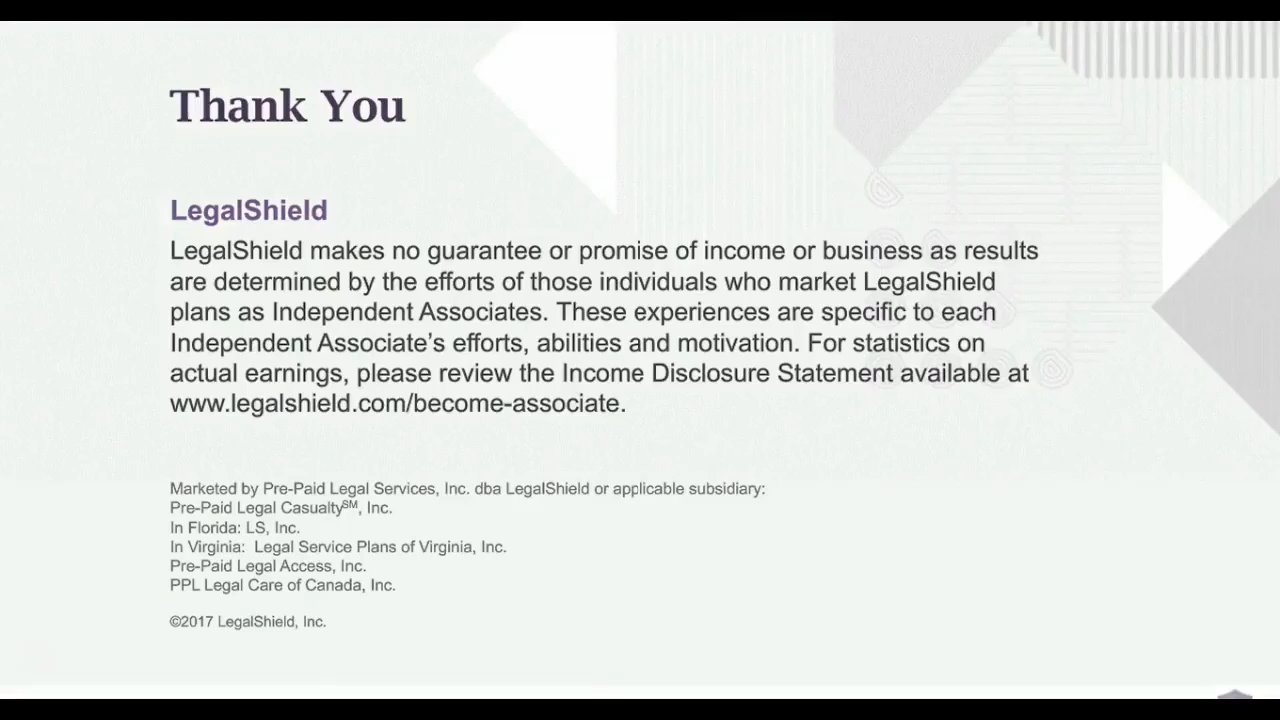 Thank You
LegalShield
LegalShield makes no guarantee or promise of income or business as results
are determined by the efforts of those individuals who market LegalShield
plans as Independent Associates. These experiences are specific to each
Independent Associate’s efforts, abilities and motivation. For statistics on
actual earnings, please review the Income Disclosure Statement available at
www.legalshield.com/become-associate.
Marketed by Pre-Paid Legal Services, Inc. dba LegalShield or applicable subsidiary:
Pre-Paid Legal Casualty℠, Inc.
In Florida: LS, Inc.
In Virginia:  Legal Service Plans of Virginia, Inc.
Pre-Paid Legal Access, Inc.
PPL Legal Care of Canada, Inc.
©2017 LegalShield, Inc.